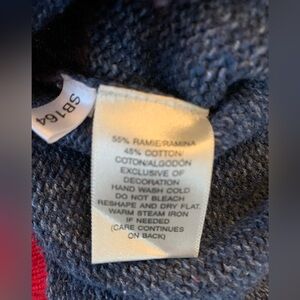 SB164
55% RAMIE/RAMINA
45% COTTON/
COTON/ALGODÓN
EXCLUSIVE OF
DECORATION
HAND WASH COLD
DO NOT BLEACH
RESHAPE AND DRY FLAT
WARM STEAM IRON
IF NEEDED
(CARE CONTINUES
ON BACK)